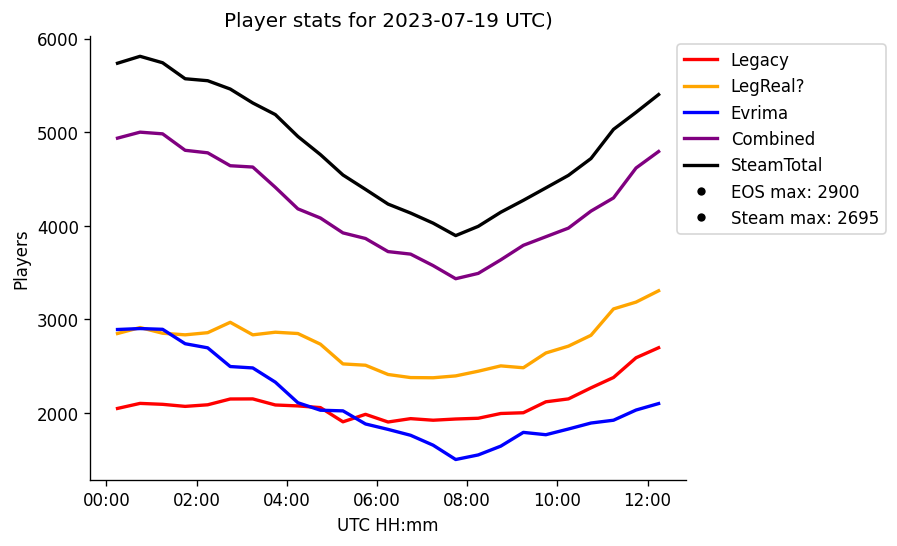 Player stats for 2023-07-19 UTC)
6000
5000
4000
3000
2000
Players
00:00 02:00 04:00 06:00 08:00 10:00 12:00
UTC HH:mm
Legacy
LegReal?
Evrima
Combined
SteamTotal
EOS max: 2900
Steam max: 2695